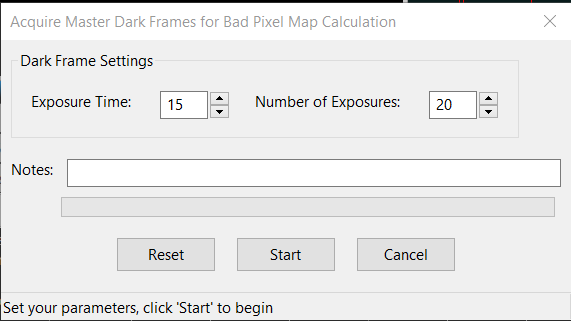 Acquire Master Dark Frames for Bad Pixel Map Calculation
Dark Frame Settings
Exposure Time: 15 Number of Exposures: 20
Notes:
Reset Start Cancel
Set your parameters, click 'Start' to begin